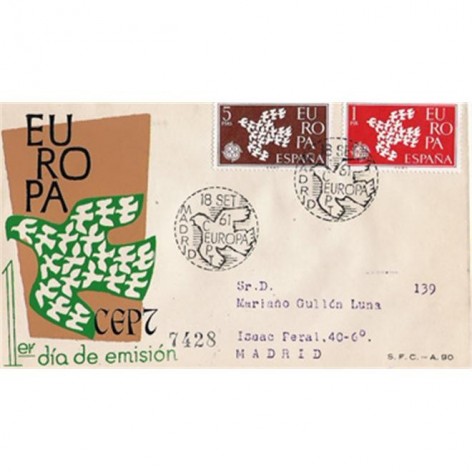 EU
RO
PA
CEPT
1er día de emisión
7428
5
PTAS
EU
RO
PA
ESPAÑA
1
PTA
EU
RO
PA
ESPAÑA
18 SET
61
MADRID
CEPT
EUROPA
18 SET
61
MADRID
CEPT
EUROPA
Sr.D.
139
Mariano Gullón Luna
Isaac Peral,40-6º.
MADRID
S. F. C. - A. 90